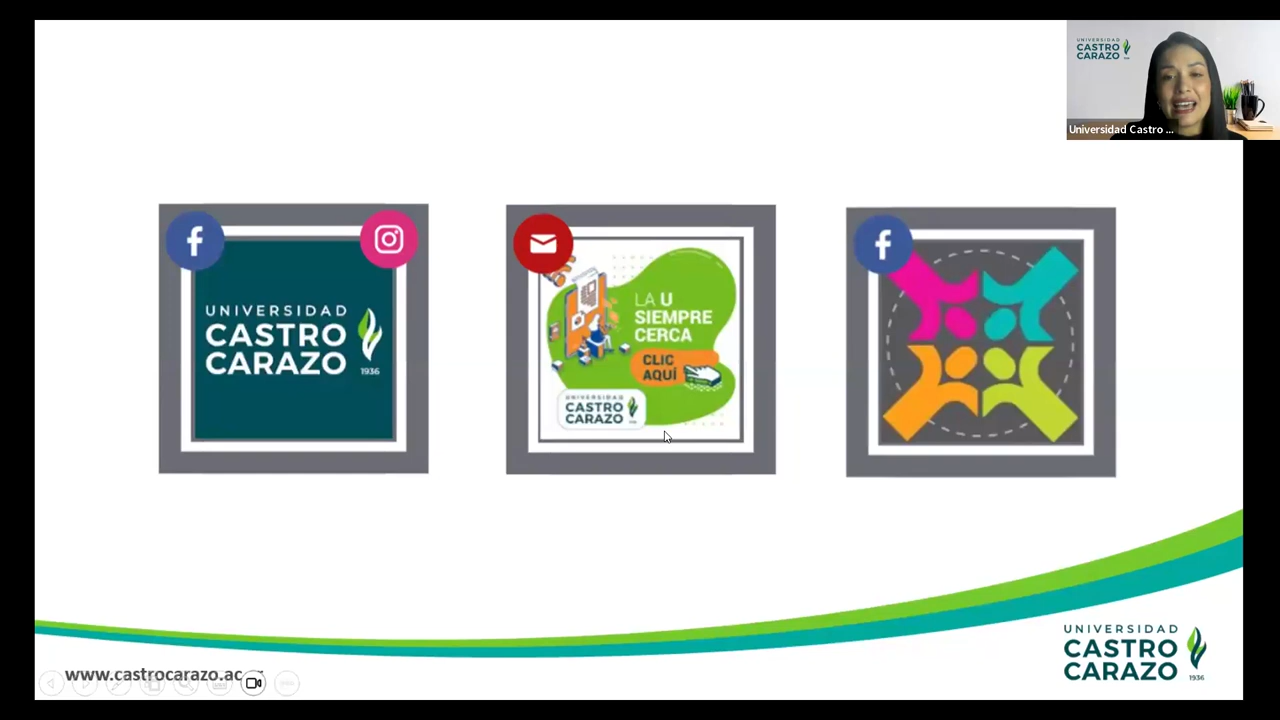 UNIVERSIDAD
CASTRO
CARAZO
Universidad Castro ...
UNIVERSIDAD
CASTRO
CARAZO
1936
LA U
SIEMPRE
CERCA
CLIC
AQUÍ
UNIVERSIDAD
CASTRO
CARAZO
www.castrocarazo.ac
UNIVERSIDAD
CASTRO
CARAZO
1936